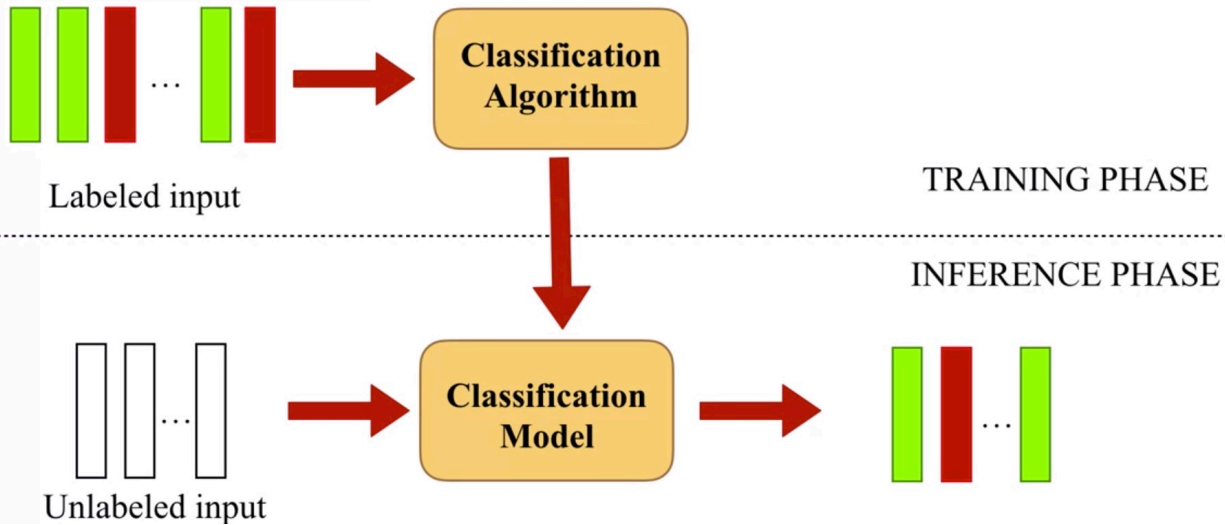 Classification
Algorithm
...
Labeled input
TRAINING PHASE
INFERENCE PHASE
Classification
Model
...
...
Unlabeled input